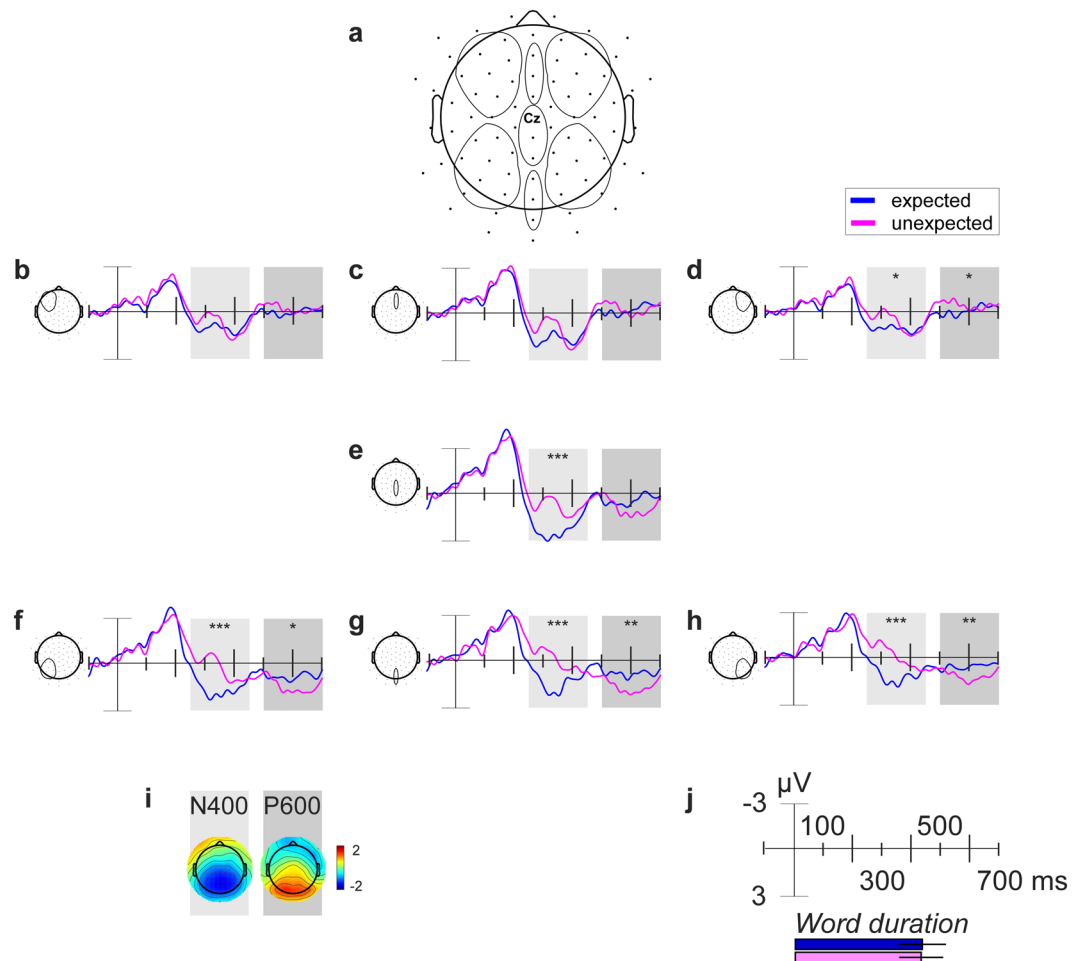 a
Cz
expected
unexpected
b
c
d
*
*
e
***
f
***
*
g
***
**
h
***
**
i
N400
P600
2
-2
j
µV
-3
100
500
3
300
700 ms
Word duration